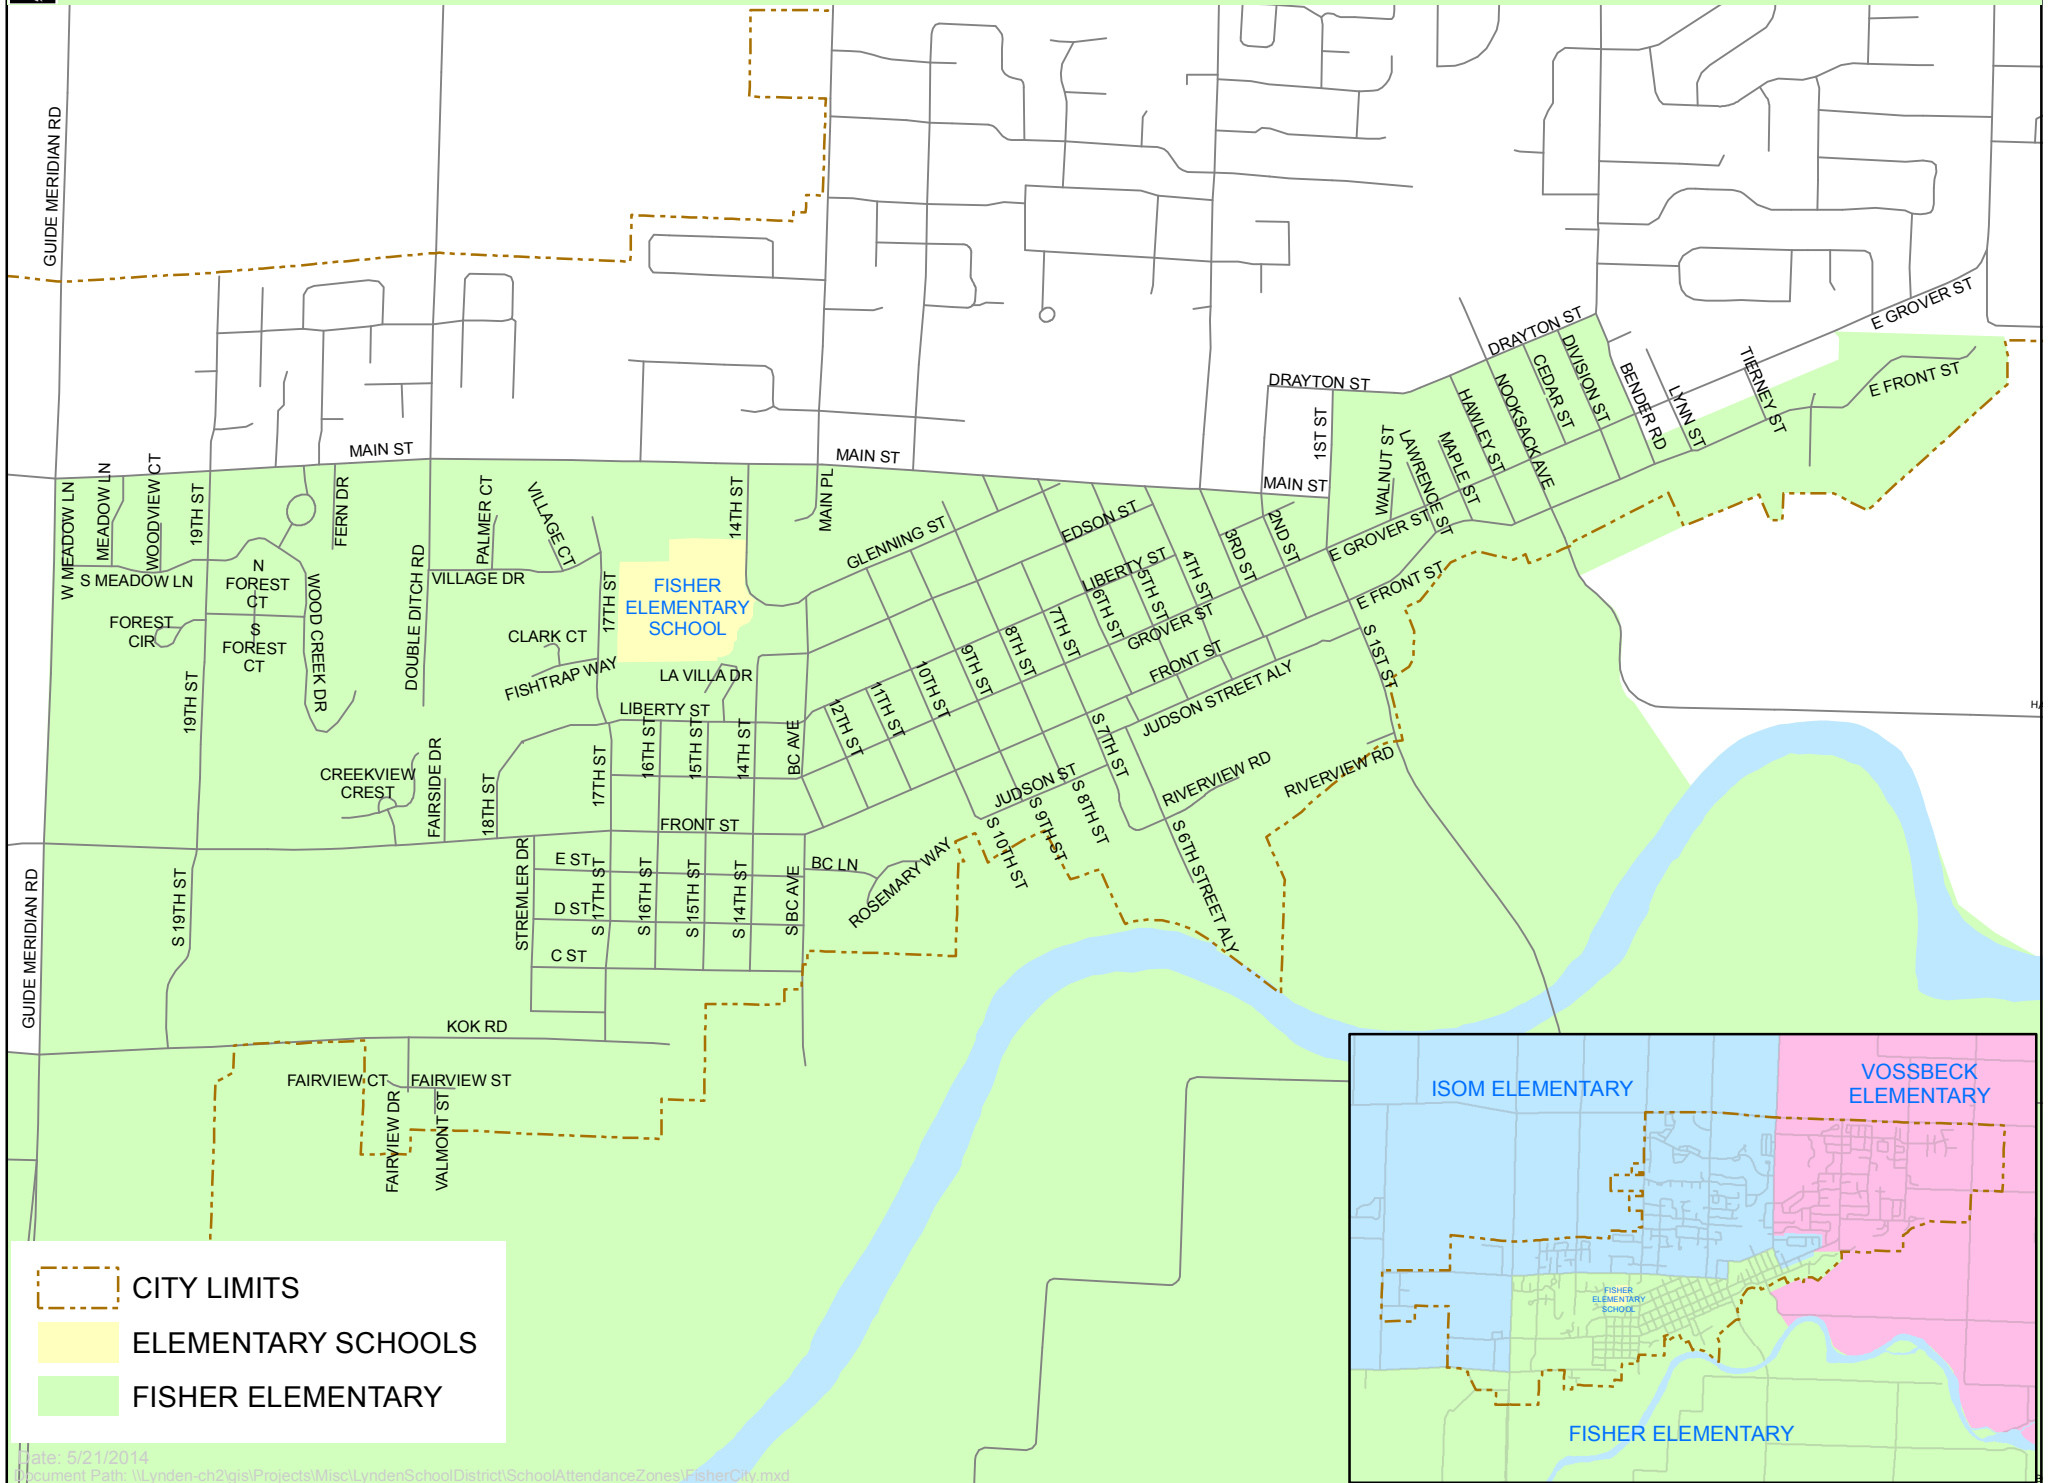 GUIDE MERIDIAN RD
MAIN ST
MAIN ST
MAIN ST
DRAYTON ST
DRAYTON ST
1ST ST
E GROVER ST
E FRONT ST
TIERNEY ST
LYNN ST
BENDER RD
DIVISION ST
CEDAR ST
NOOKSACK AVE
HAWLEY ST
MAPLE ST
LAWRENCE ST
WALNUT ST
E GROVER ST
E FRONT ST
W MEADOW LN
MEADOW LN
WOODVIEW CT
19TH ST
S MEADOW LN
N
FOREST
CT
S
FOREST
CT
FOREST
CIR
WOOD CREEK DR
FERN DR
DOUBLE DITCH RD
PALMER CT
VILLAGE CT
VILLAGE DR
17TH ST
CLARK CT
FISHTRAP WAY
14TH ST
MAIN PL
FISHER
ELEMENTARY
SCHOOL
LA VILLA DR
LIBERTY ST
GLENNING ST
EDSON ST
LIBERTY ST
GROVER ST
FRONT ST
JUDSON STREET ALY
2ND ST
3RD ST
4TH ST
5TH ST
6TH ST
7TH ST
8TH ST
9TH ST
10TH ST
11TH ST
12TH ST
S 1ST ST
19TH ST
CREEKVIEW
CREST
FAIRSIDE DR
18TH ST
17TH ST
16TH ST
15TH ST
14TH ST
BC AVE
S 7TH ST
JUDSON ST
S 8TH ST
S 9TH ST
S 10TH ST
RIVERVIEW RD
RIVERVIEW RD
S 6TH STREET ALY
H/
FRONT ST
GUIDE MERIDIAN RD
S 19TH ST
STREMLER DR
E ST
D ST
C ST
S 17TH ST
S 16TH ST
S 15TH ST
S 14TH ST
S BC AVE
BC LN
ROSEMARY WAY
KOK RD
FAIRVIEW CT
FAIRVIEW ST
FAIRVIEW DR
VALMONT ST
CITY LIMITS
ELEMENTARY SCHOOLS
FISHER ELEMENTARY
ISOM ELEMENTARY
VOSSBECK
ELEMENTARY
FISHER
ELEMENTARY
SCHOOL
FISHER ELEMENTARY
Date: 5/21/2014
Document Path: \\Lynden-ch2\gis\Projects\Misc\LyndenSchoolDistrict\SchoolAttendanceZones\FisherCity.mxd